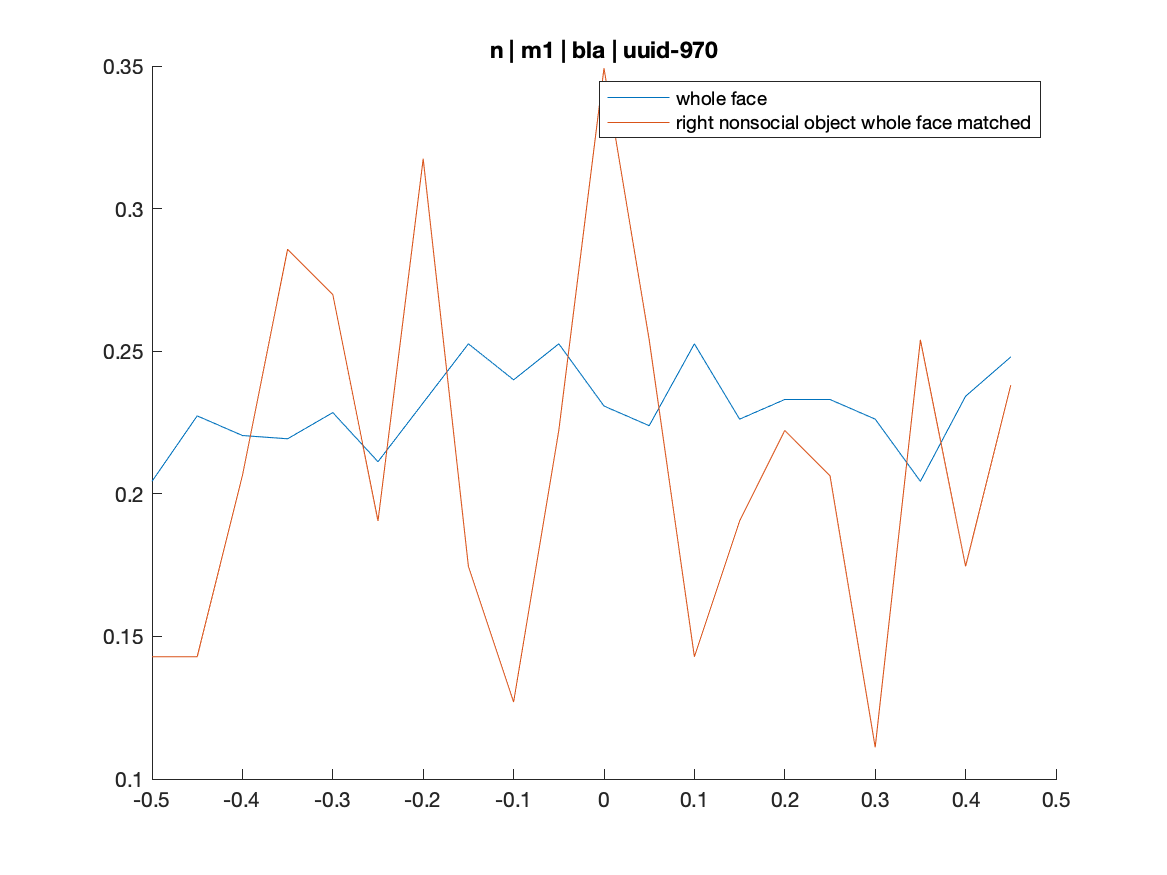 n | m1 | bla | uuid-970
0.35
whole face
right nonsocial object whole face matched
0.3
0.25
0.2
0.15
0.1
-0.5 -0.4 -0.3 -0.2 -0.1 0 0.1 0.2 0.3 0.4 0.5